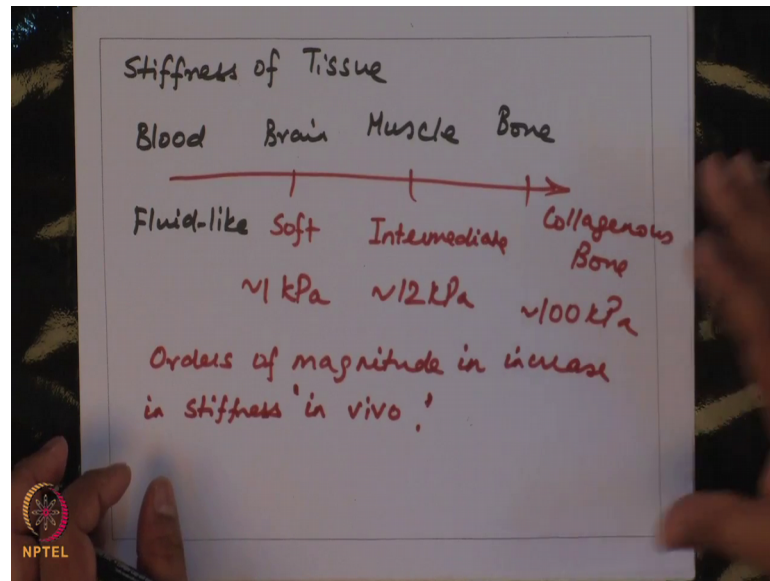 Stiffness of Tissue
Blood Brain Muscle Bone
Fluid-like Soft Intermediate Collagenous
Bone
~1 kPa ~12 kPa ~100 kPa
Orders of magnitude in increase
in stiffness 'in vivo.'
NPTEL